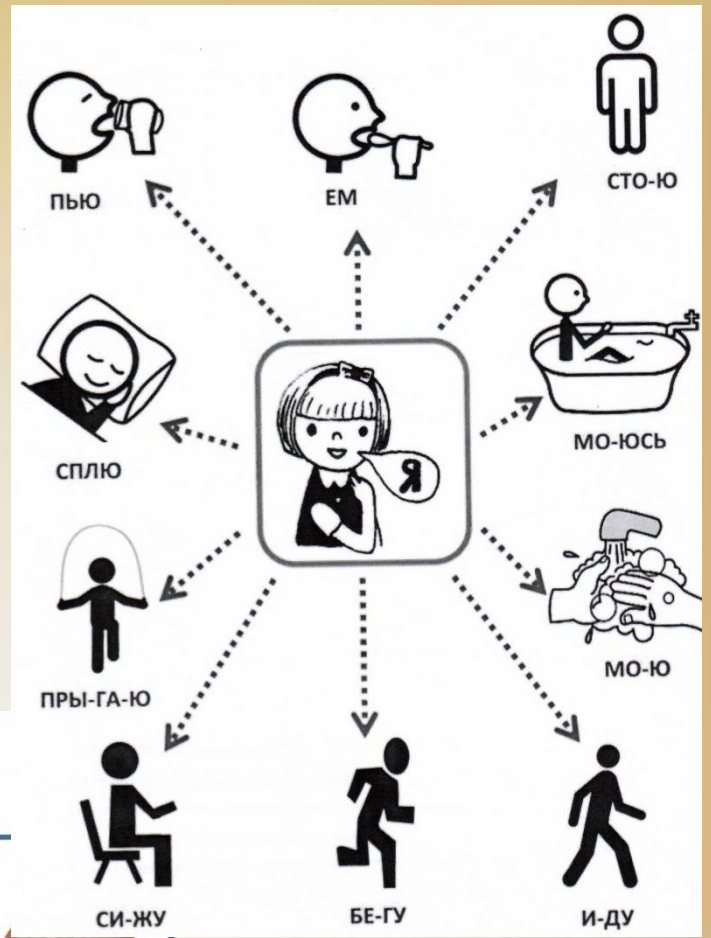 ПЬЮ
ЕМ
СТО-Ю
СПЛЮ
Я
МО-ЮСЬ
ПРЫ-ГА-Ю
МО-Ю
СИ-ЖУ
БЕ-ГУ
И-ДУ